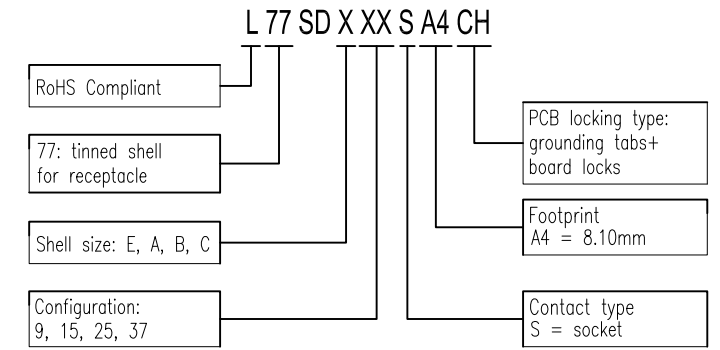 L 77 SD X XX S A4 CH
RoHS Compliant
77: tinned shell
for receptacle
Shell size: E, A, B, C
Configuration:
9, 15, 25, 37
PCB locking type:
grounding tabs+
board locks
Footprint
A4 = 8.10mm
Contact type
S = socket